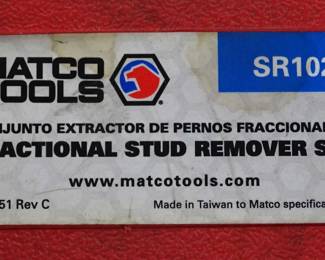 MATCO
TOOLS
SR102
NJUNTO EXTRACTOR DE PERNOS FRACCIONAL
ACTIONAL STUD REMOVER S
www.matcotools.com
51 Rev C
Made in Taiwan to Matco specifica